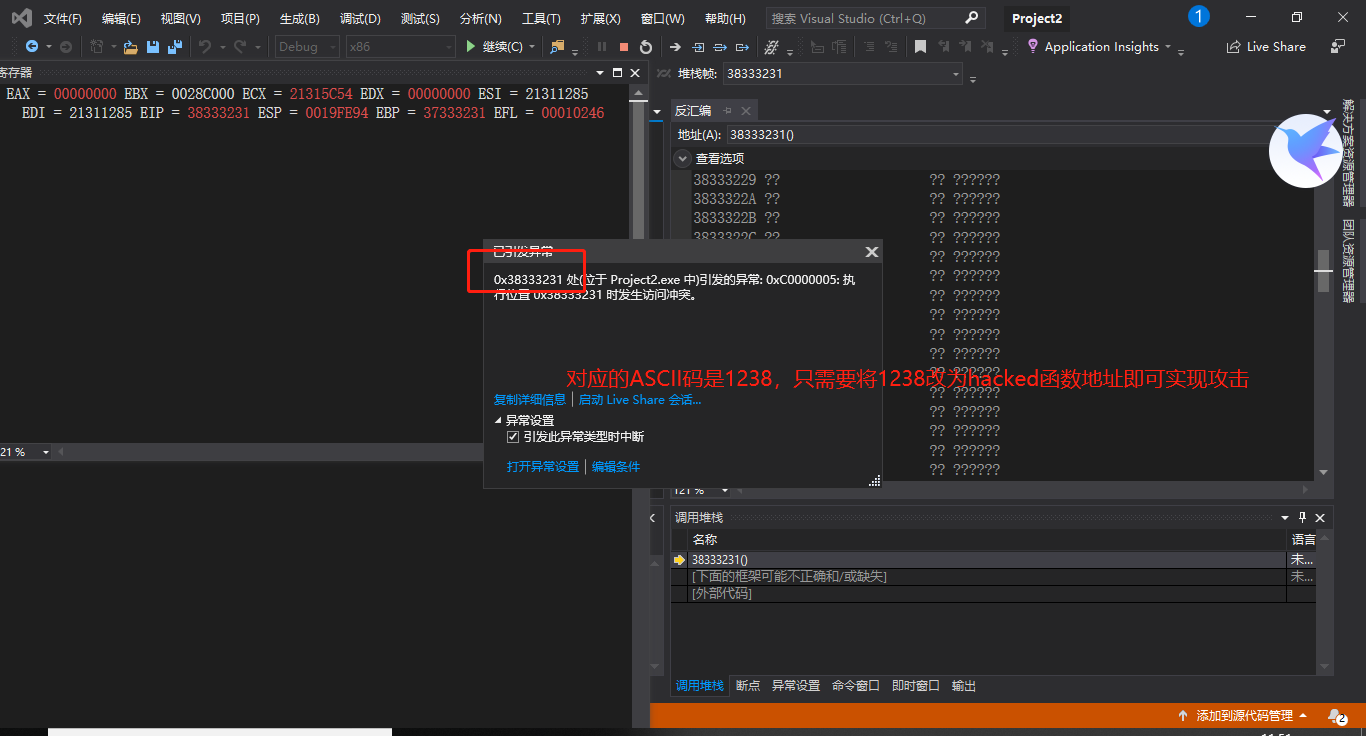 文件(F) 编辑(E) 视图(V) 项目(P) 生成(B) 调试(D) 测试(S) 分析(N) 工具(T) 扩展(X) 窗口(W) 帮助(H) 搜索 Visual Studio (Ctrl+Q) Project2 1
Debug x86 继续(C) Application Insights Live Share
寄存器
EAX = 00000000 EBX = 0028C000 ECX = 21315C54 EDX = 00000000 ESI = 21311285
EDI = 21311285 EIP = 38333231 ESP = 0019FE94 EBP = 37333231 EFL = 00010246
21 %
堆栈帧: 38333231
反汇编
地址(A): 38333231()
查看选项
38333229 ?? ?? ??????
3833322A ?? ?? ??????
3833322B ?? ?? ??????
3833322C ?? ?? ??????
?? ??????
?? ??????
?? ??????
?? ??????
?? ??????
?? ??????
?? ??????
?? ??????
?? ??????
?? ??????
?? ??????
?? ??????
已引发异常
0x38333231 处(位于 Project2.exe 中)引发的异常: 0xC0000005: 执
行位置 0x38333231 时发生访问冲突。
对应的ASCII码是1238，只需要将1238改为hacked函数地址即可实现攻击
复制详细信息 启动 Live Share 会话...
异常设置
引发此异常类型时中断
打开异常设置 编辑条件
121 %
调用堆栈
名称 语言
38333231() 未...
[下面的框架可能不正确和/或缺失] 未...
[外部代码]
调用堆栈 断点 异常设置 命令窗口 即时窗口 输出
解决方案资源管理器
团队资源管理器
添加到源代码管理 2